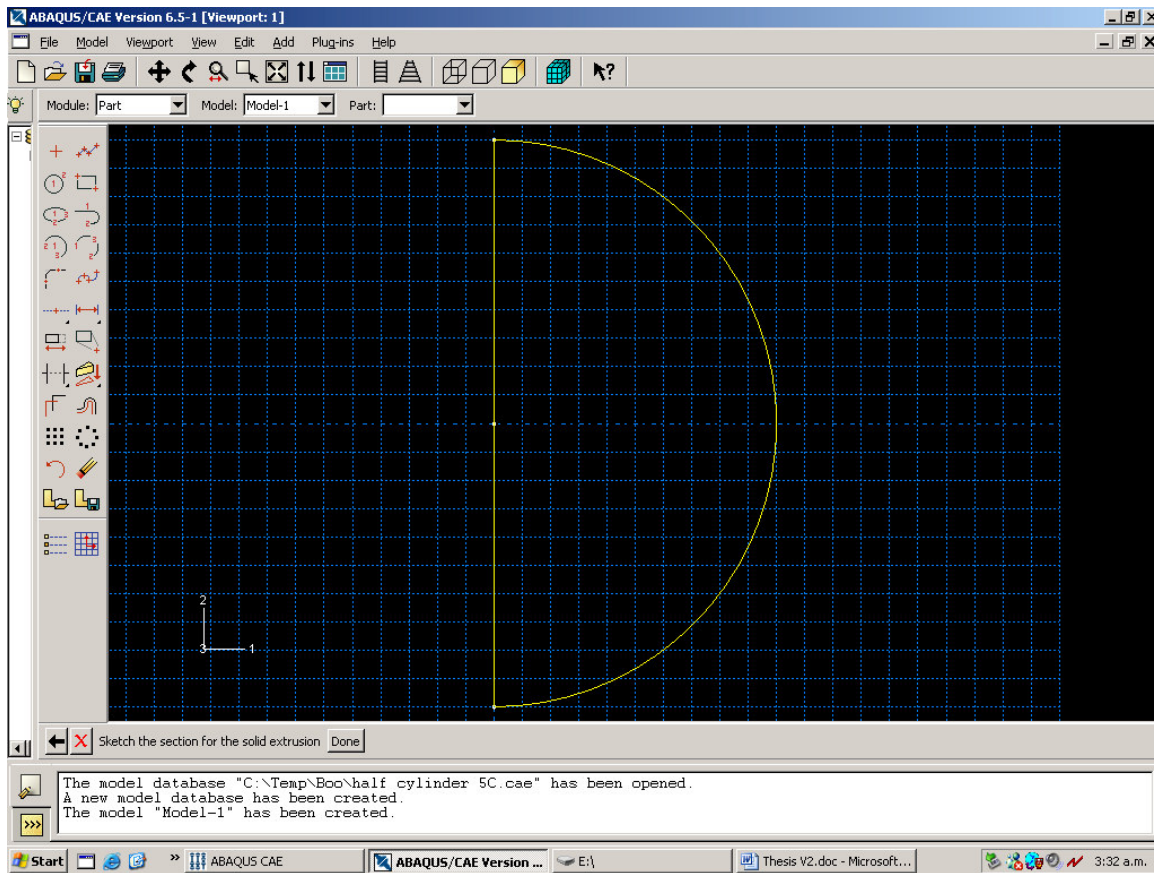 ABAQUS/CAE Version 6.5-1 [Viewport: 1]
File Model Viewport View Edit Add Plug-ins Help
Module: Part Model: Model-1 Part:
2
3 1
Sketch the section for the solid extrusion Done
The model database "C:\Temp\Boo\half cylinder 5C.cae" has been opened.
A new model database has been created.
The model "Model-1" has been created.
>>>
Start » ABAQUS CAE ABAQUS/CAE Version ... E:\ Thesis V2.doc - Microsoft... 3:32 a.m.